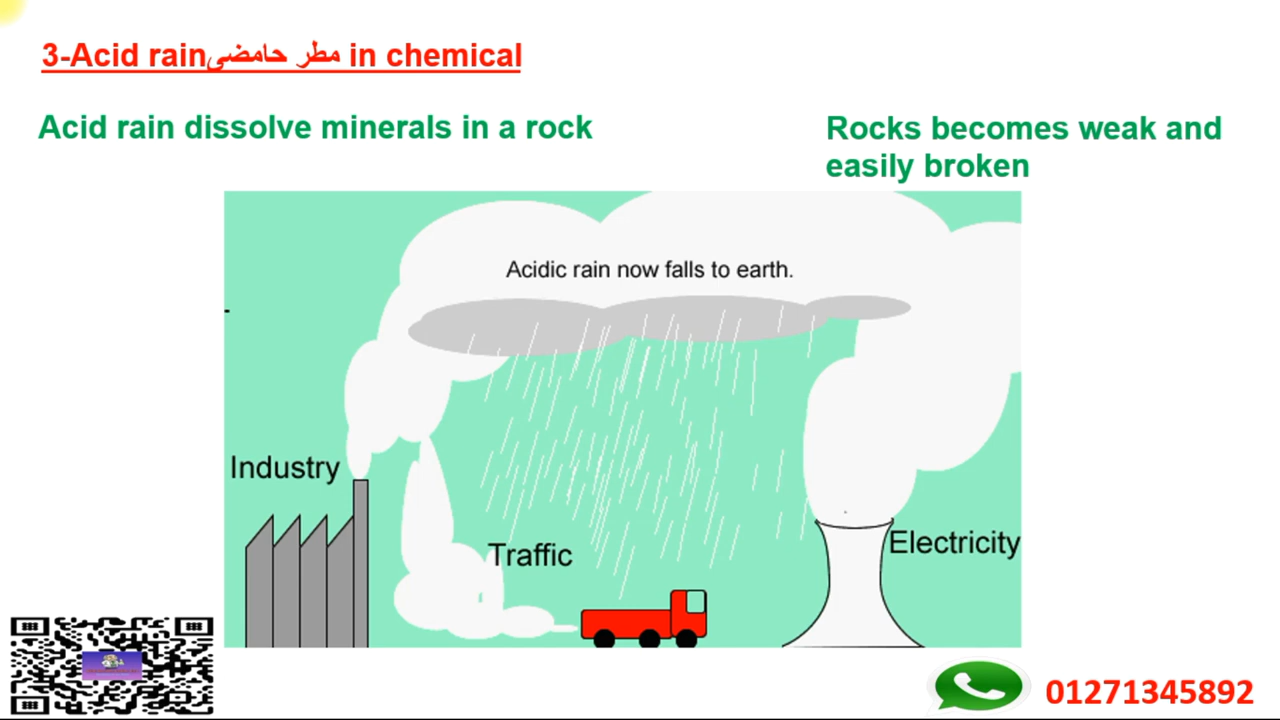 3-Acid rainمطر حامضى in chemical
Acid rain dissolve minerals in a rock
Rocks becomes weak and
easily broken
Acidic rain now falls to earth.
Industry
Traffic
Electricity
01271345892